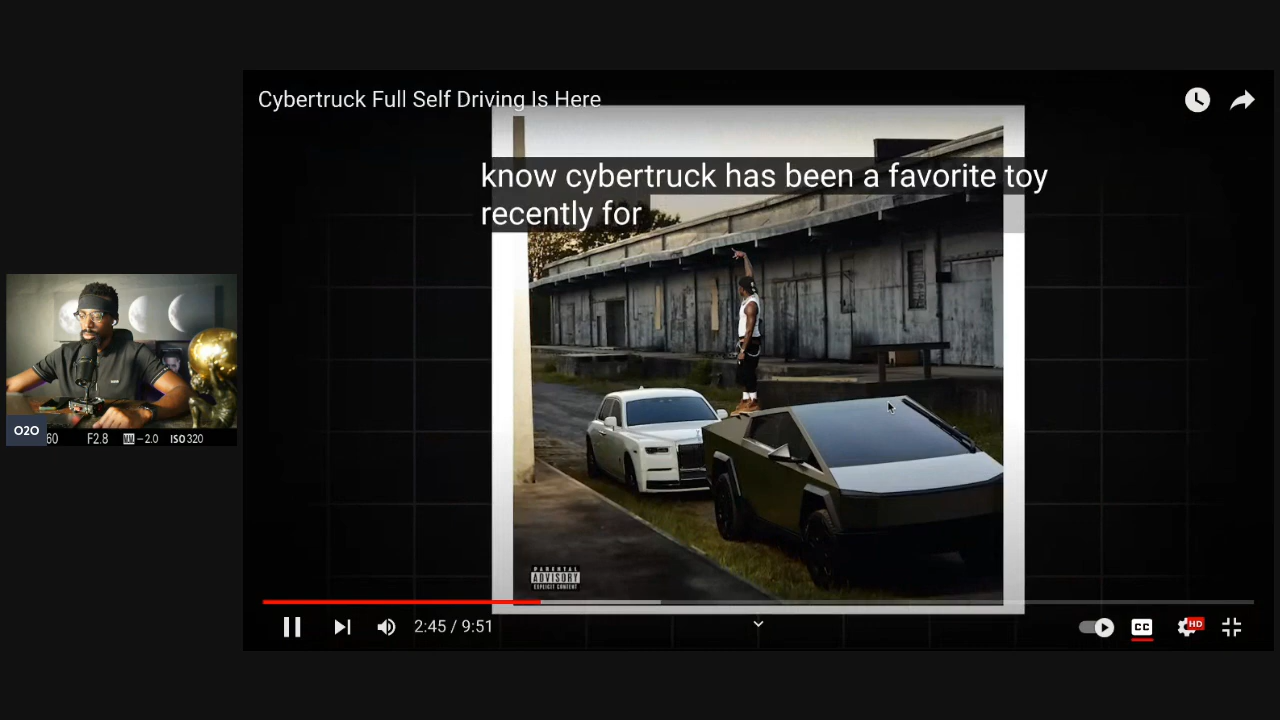 Cybertruck Full Self Driving Is Here
know cybertruck has been a favorite toy
recently for
O2O
60 F2.8 M.M. –2.0 ISO 320
PARENTAL
ADVISORY
EXPLICIT CONTENT
2:45 / 9:51
CC
HD